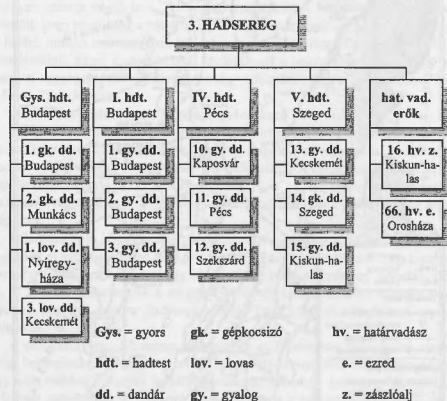 3. HADSEREG
Gys. hdt.
Budapest
1. gk. dd.
Budapest
2. gk. dd.
Munkács
1. lov. dd.
Nyíregy-
háza
3. lov. dd.
Kecskemét
I. hdt.
Budapest
1. gy. dd.
Budapest
2. gy. dd.
Budapest
3. gy. dd.
Budapest
IV. hdt.
Pécs
10. gy. dd.
Kaposvár
11. gy. dd.
Pécs
12. gy. dd.
Szekszárd
V. hdt.
Szeged
13. gy. dd.
Kecskemét
14. gk. dd.
Szeged
15. gy. dd.
Kiskun-ha-
las
hat. vad.
erők
16. hv. z.
Kiskun-ha-
las
66. hv. e.
Orosháza
Gys. = gyors gk. = gépkocsizó hv. = határvadász
hdt. = hadtest lov. = lovas e. = ezred
dd. = dandár gy. = gyalog z. = zászlóalj